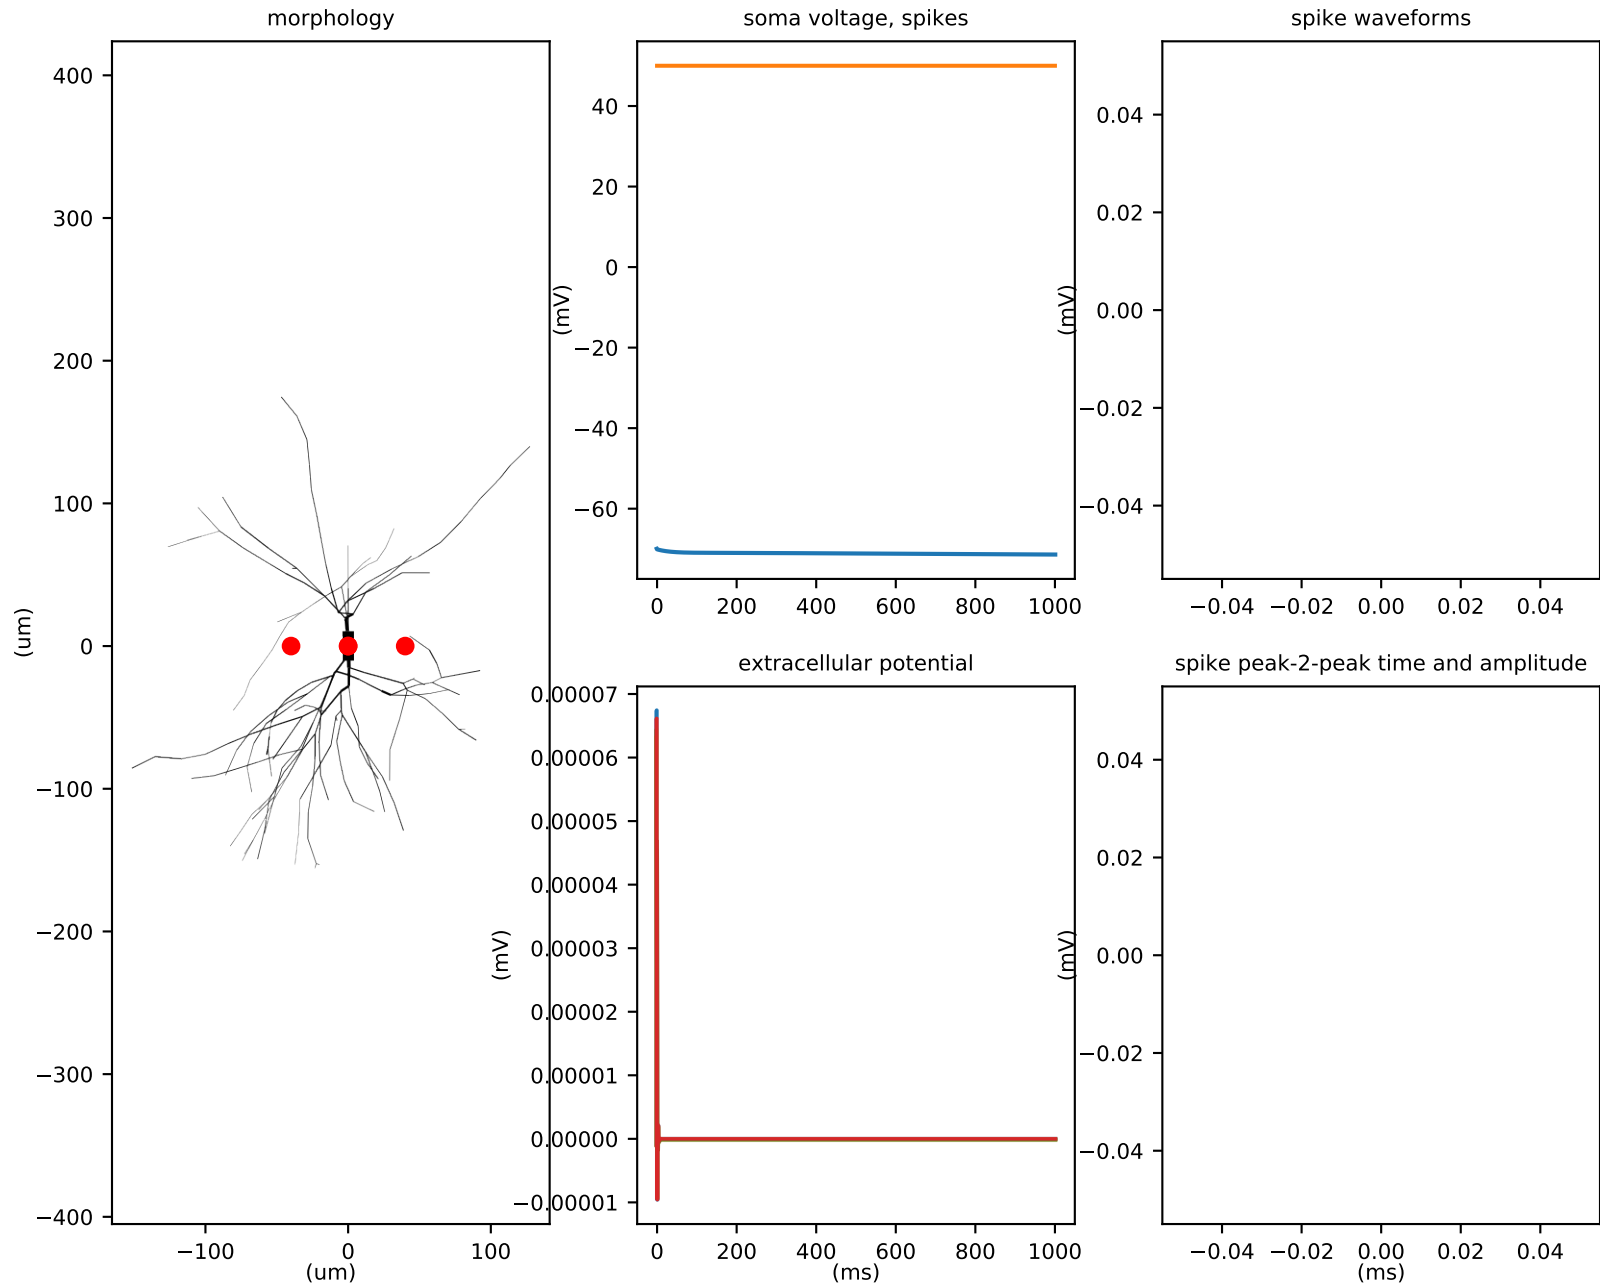 morphology
400
300
200
100
0
−100
−200
−300
−400
(um)
−100 0 100
(um)
soma voltage, spikes
40
20
0
−20
−40
−60
(mV)
0 200 400 600 800 1000
spike waveforms
0.04
0.02
0.00
−0.02
−0.04
(mV)
−0.04 −0.02 0.00 0.02 0.04
extracellular potential
0.00007
0.00006
0.00005
0.00004
0.00003
0.00002
0.00001
0.00000
−0.00001
(mV)
0 200 400 600 800 1000
(ms)
spike peak-2-peak time and amplitude
0.04
0.02
0.00
−0.02
−0.04
(mV)
−0.04 −0.02 0.00 0.02 0.04
(ms)